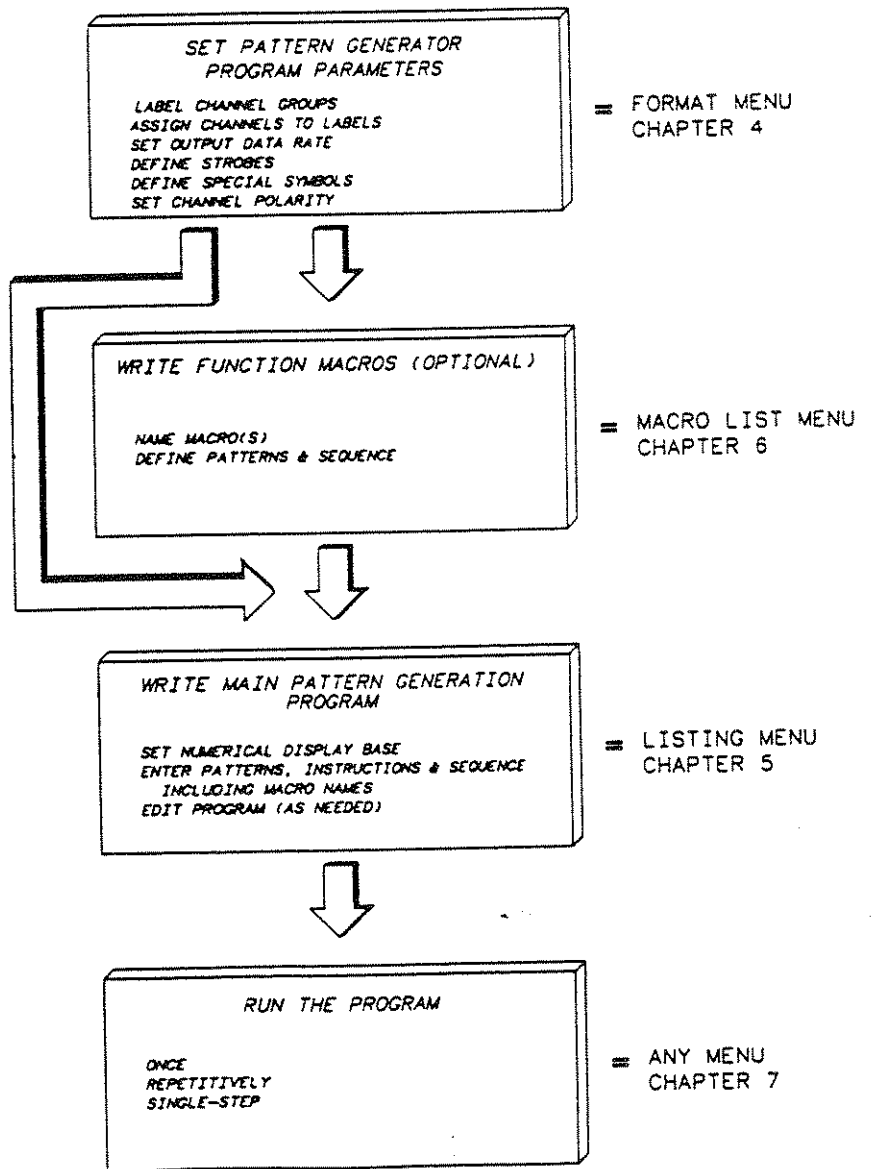 SET PATTERN GENERATOR
PROGRAM PARAMETERS
LABEL CHANNEL GROUPS
ASSIGN CHANNELS TO LABELS
SET OUTPUT DATA RATE
DEFINE STROBES
DEFINE SPECIAL SYMBOLS
SET CHANNEL POLARITY
= FORMAT MENU
CHAPTER 4
WRITE FUNCTION MACROS (OPTIONAL)
NAME MACRO(S)
DEFINE PATTERNS & SEQUENCE
= MACRO LIST MENU
CHAPTER 6
WRITE MAIN PATTERN GENERATION
PROGRAM
SET NUMERICAL DISPLAY BASE
ENTER PATTERNS, INSTRUCTIONS & SEQUENCE
INCLUDING MACRO NAMES
EDIT PROGRAM (AS NEEDED)
= LISTING MENU
CHAPTER 5
RUN THE PROGRAM
ONCE
REPETITIVELY
SINGLE-STEP
= ANY MENU
CHAPTER 7